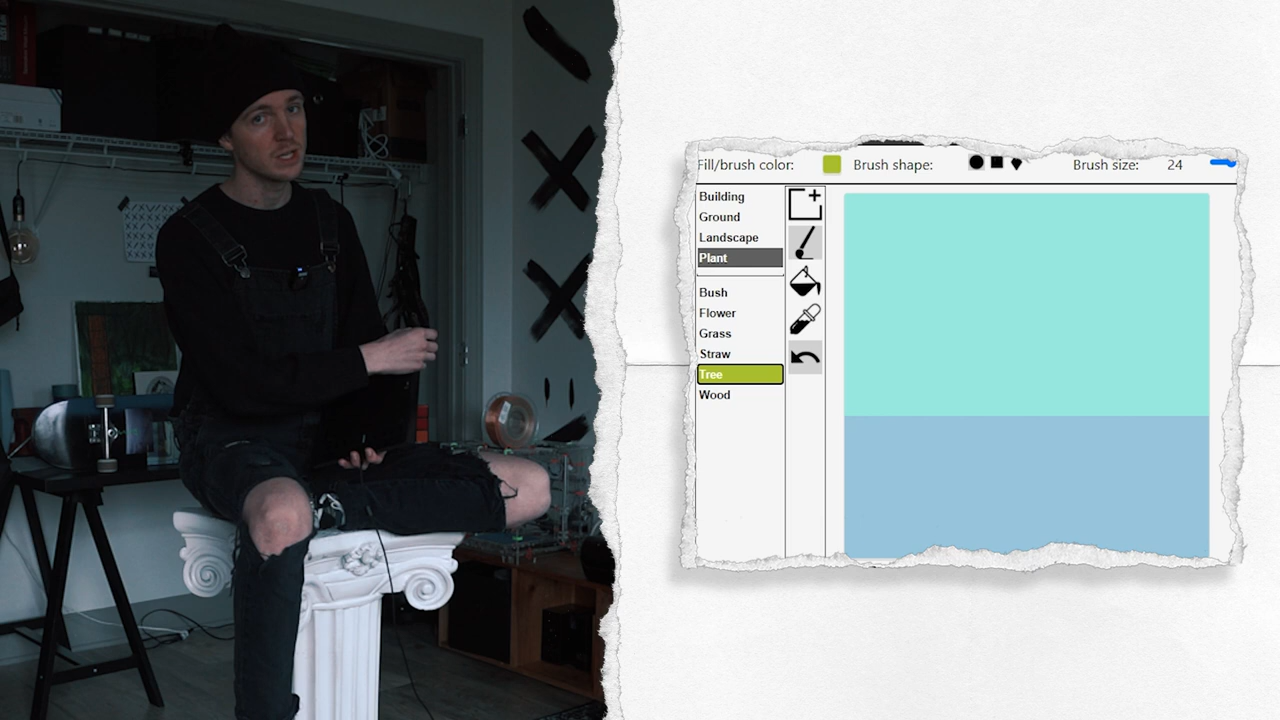 Fill/brush color: Brush shape: Brush size: 24
Building
Ground
Landscape
Plant
Bush
Flower
Grass
Straw
Tree
Wood